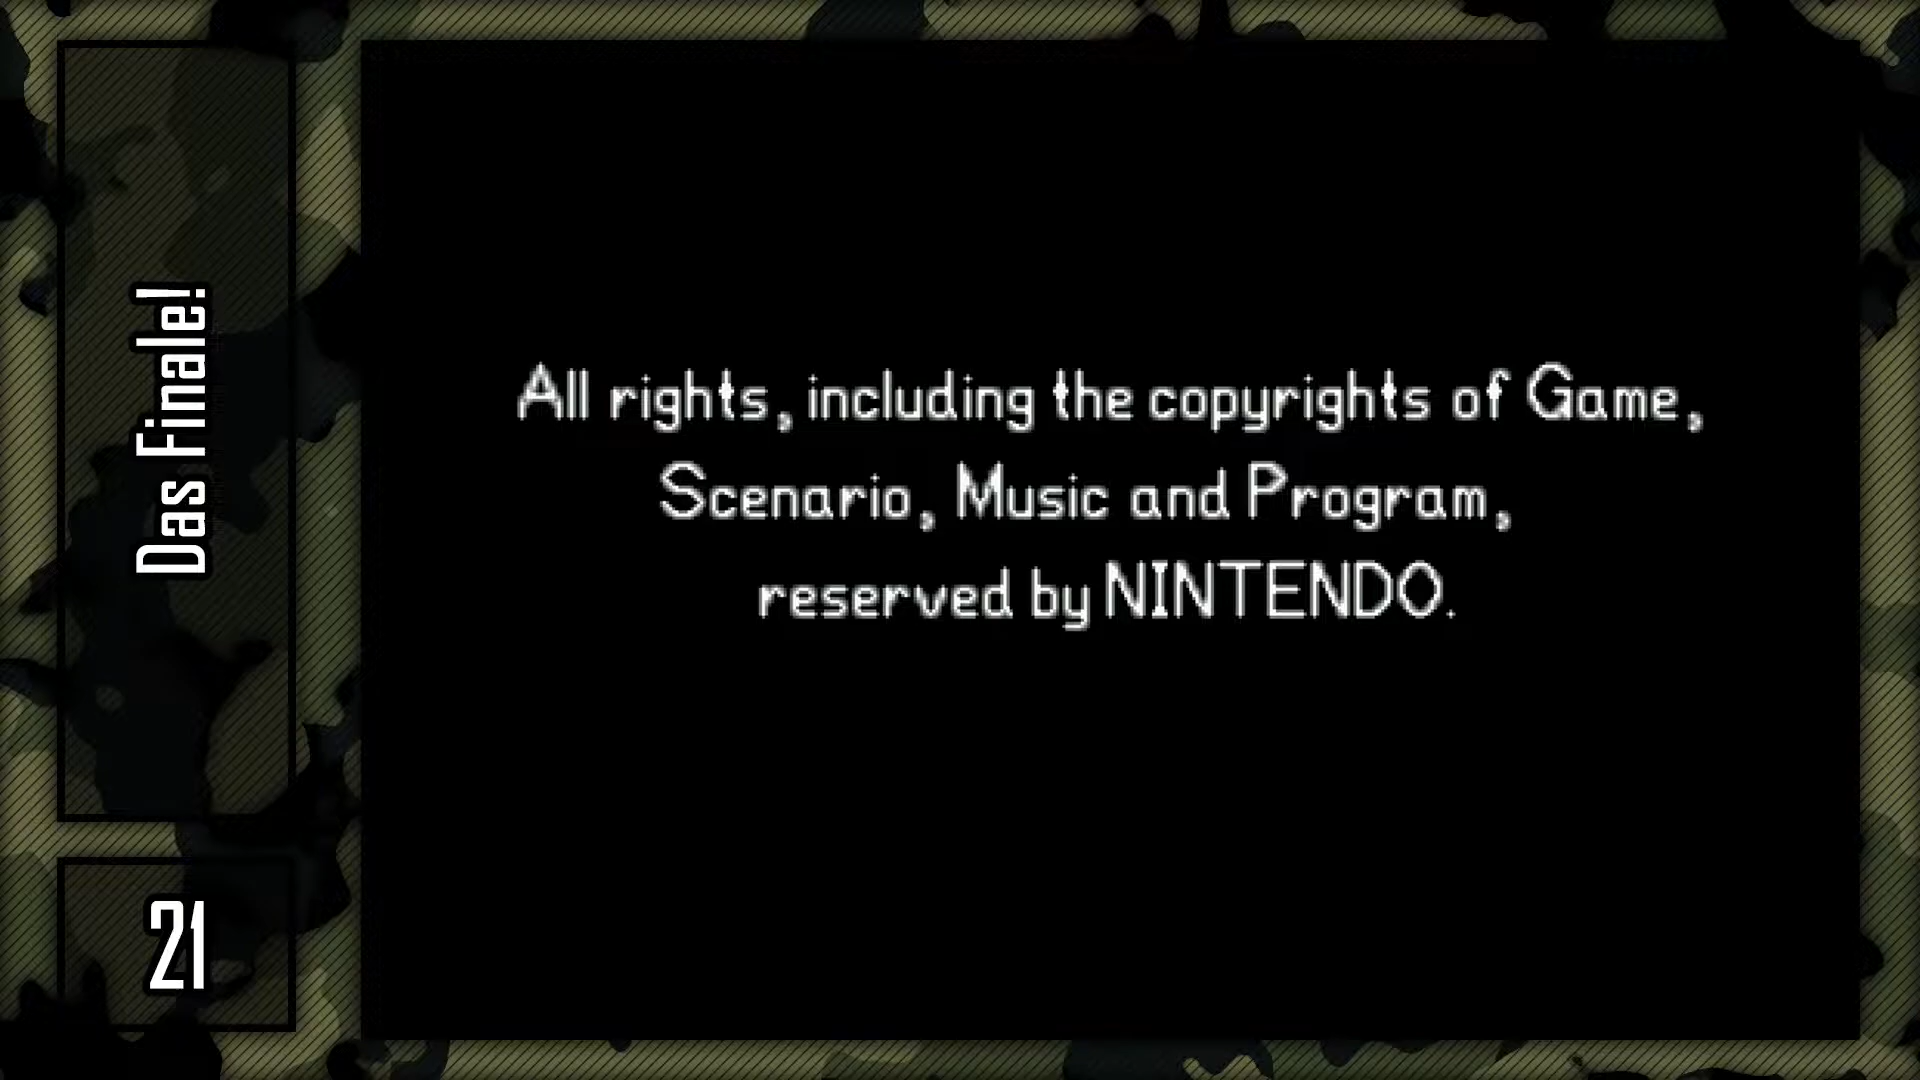 Das Finale!
21
All rights, including the copyrights of Game,
Scenario, Music and Program,
reserved by NINTENDO.